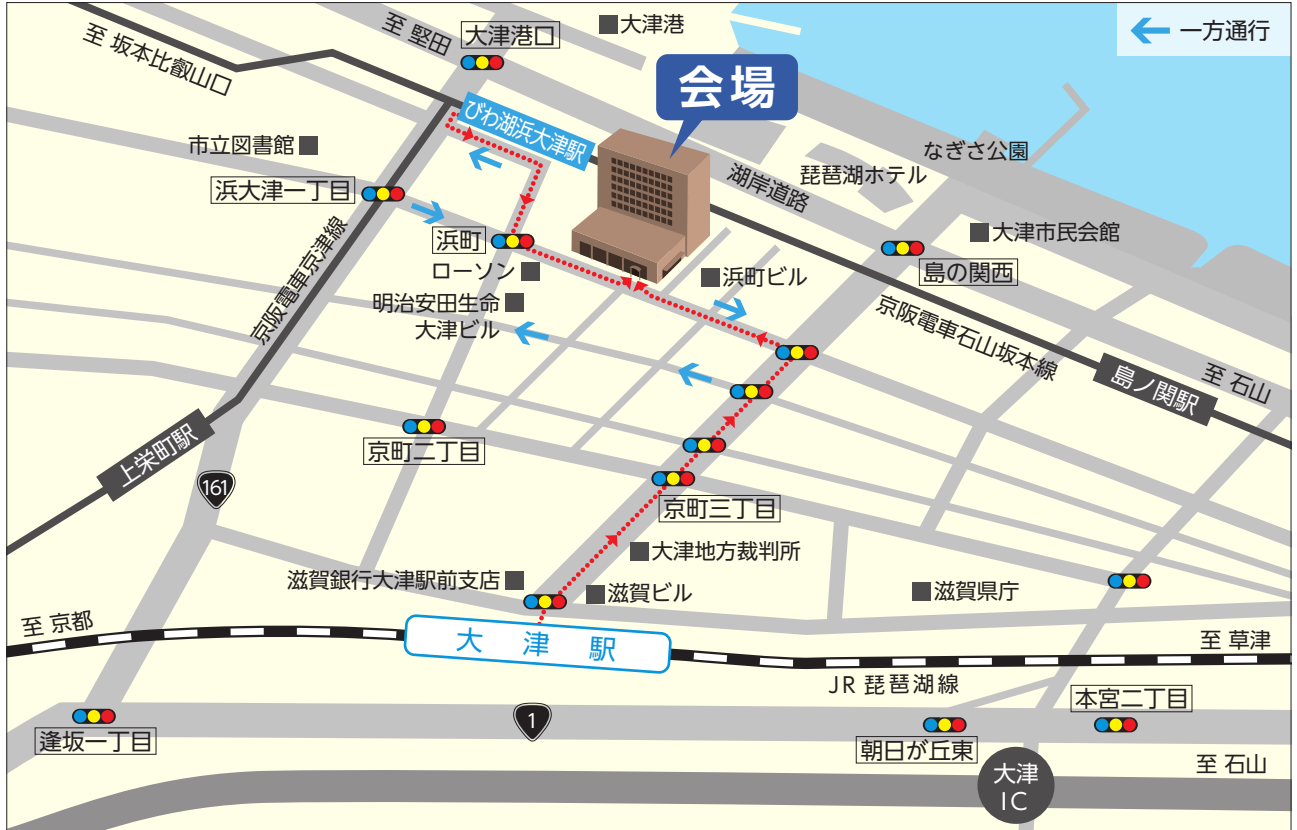 至 堅田
大津港口
大津港
一方通行
至 坂本比叡山口
会場
びわ湖浜大津駅
市立図書館
なぎさ公園
琵琶湖ホテル
湖岸道路
浜大津一丁目
浜町
大津市民会館
ローソン
浜町ビル
島の関西
京阪電車京津線
明治安田生命
大津ビル
京阪電車石山坂本線
島ノ関駅
至 石山
上栄町駅
京町二丁目
161
京町三丁目
大津地方裁判所
滋賀銀行大津駅前支店
滋賀ビル
滋賀県庁
至 京都
大津駅
至 草津
JR 琵琶湖線
1
本宮二丁目
逢坂一丁目
朝日が丘東
至 石山
大津
IC